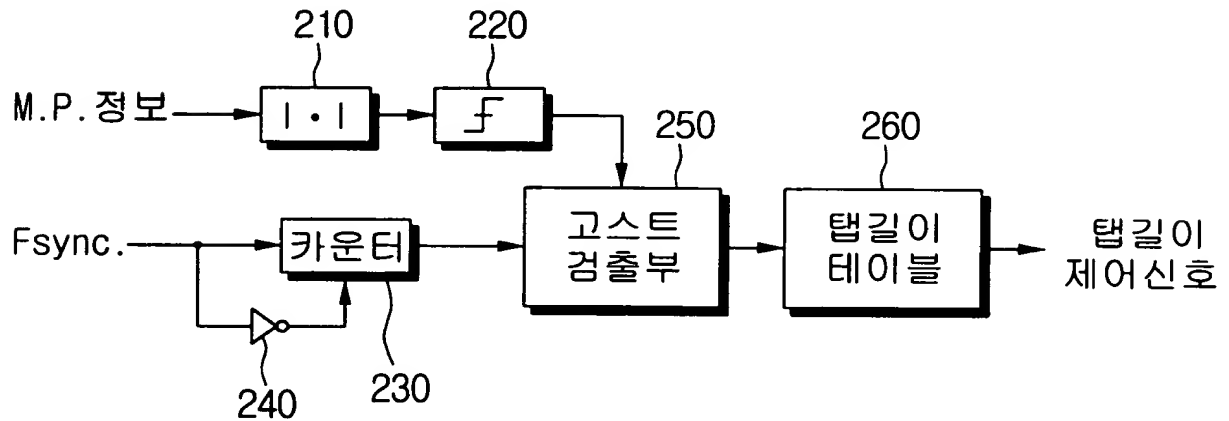 210
220
M.P.정보
|·|
250
260
Fsync.
카운터
고스트
검출부
탭길이
테이블
탭길이
제어신호
240
230